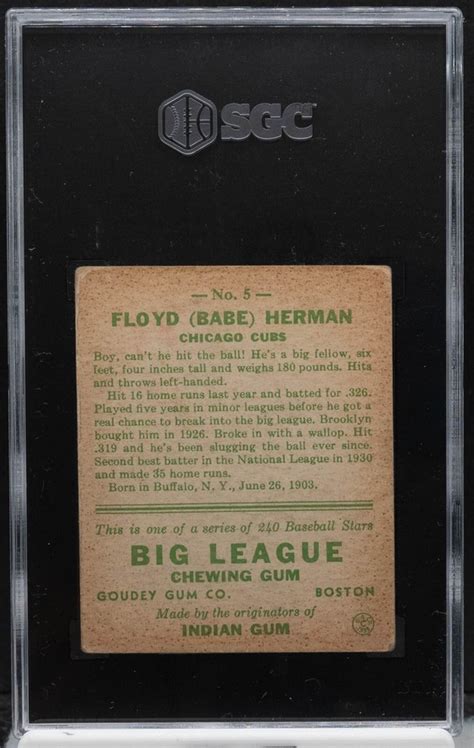 SGC
— No. 5 —
FLOYD (BABE) HERMAN
CHICAGO CUBS
Boy, can't he hit the ball! He's a big fellow, six
feet, four inches tall and weighs 180 pounds. Hits
and throws left-handed.
Hit 16 home runs last year and batted for .326.
Played five years in minor leagues before he got a
real chance to break into the big league. Brooklyn
bought him in 1926. Broke in with a wallop. Hit
.319 and he's been slugging the ball ever since.
Second best batter in the National League in 1930
and made 35 home runs.
Born in Buffalo, N. Y., June 26, 1903.
This is one of a series of 240 Baseball Stars
BIG LEAGUE
CHEWING GUM
GOUDEY GUM CO. BOSTON
Made by the originators of
INDIAN GUM